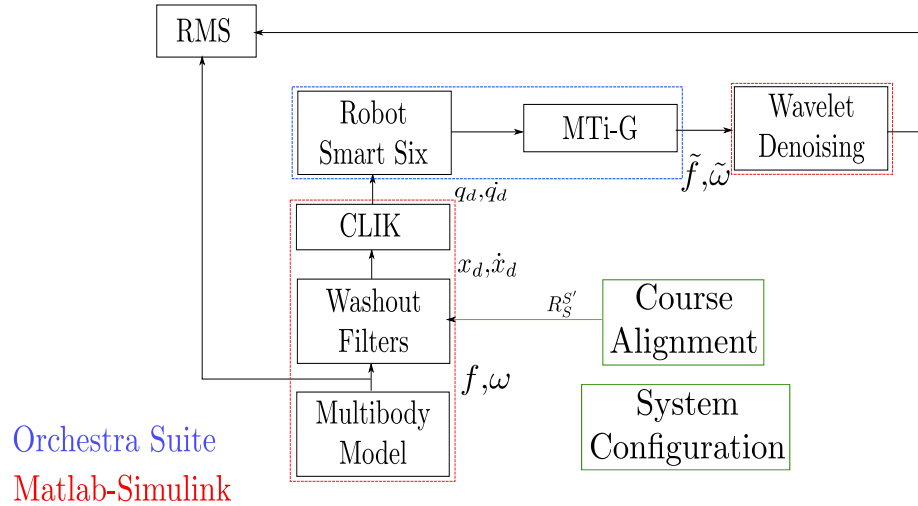 RMS
Robot
Smart Six
MTi-G
Wavelet
Denoising
f̃,ω̃
q_d,q̇_d
CLIK
x_d,ẋ_d
Washout
Filters
R_S^{S′}
Course
Alignment
f,ω
Multibody
Model
System
Configuration
Orchestra Suite
Matlab-Simulink